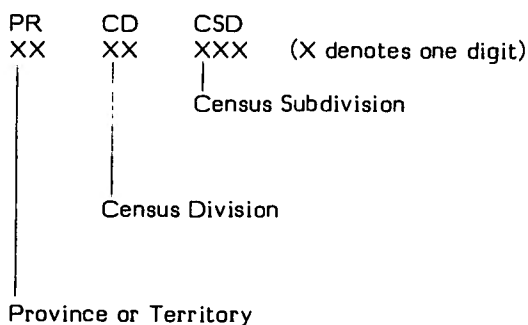 PR CD CSD
XX XX XXX (X denotes one digit)
Census Subdivision
Census Division
Province or Territory